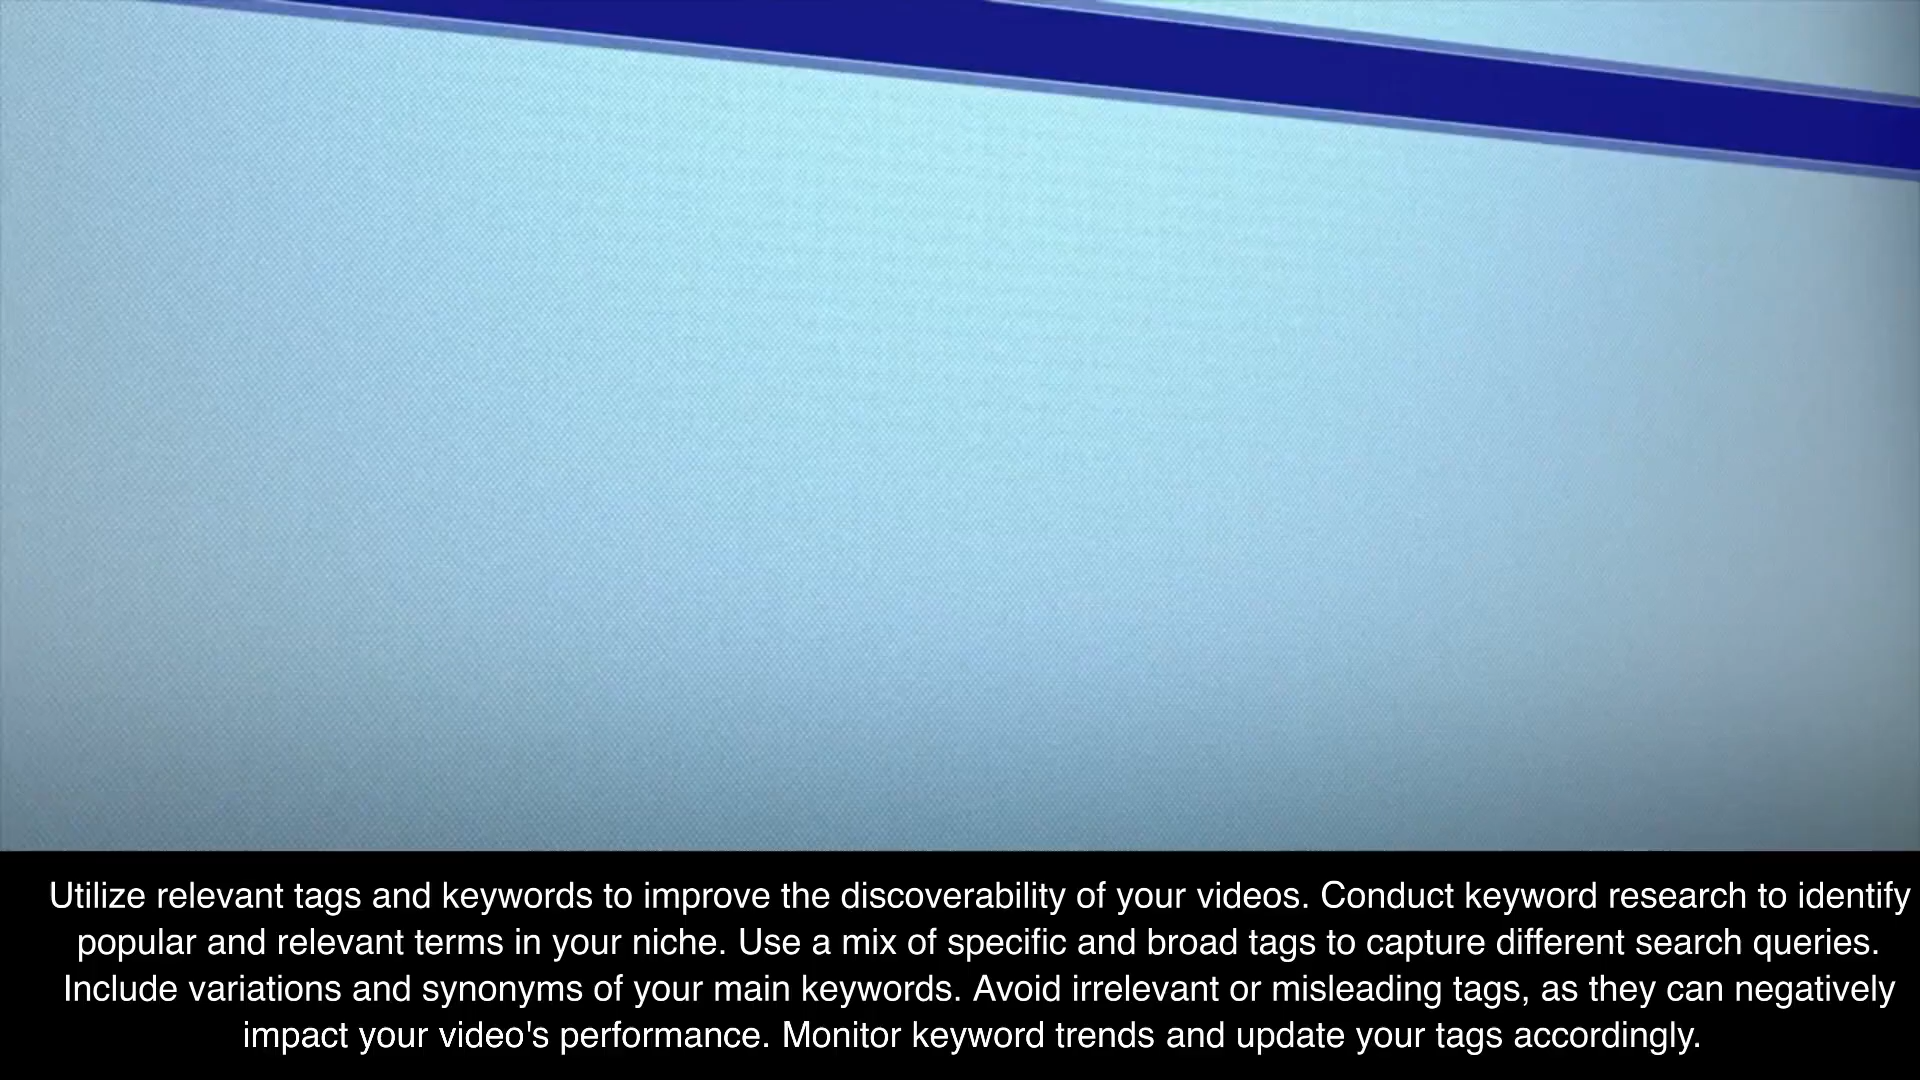 Utilize relevant tags and keywords to improve the discoverability of your videos. Conduct keyword research to identify
popular and relevant terms in your niche. Use a mix of specific and broad tags to capture different search queries.
Include variations and synonyms of your main keywords. Avoid irrelevant or misleading tags, as they can negatively
impact your video's performance. Monitor keyword trends and update your tags accordingly.